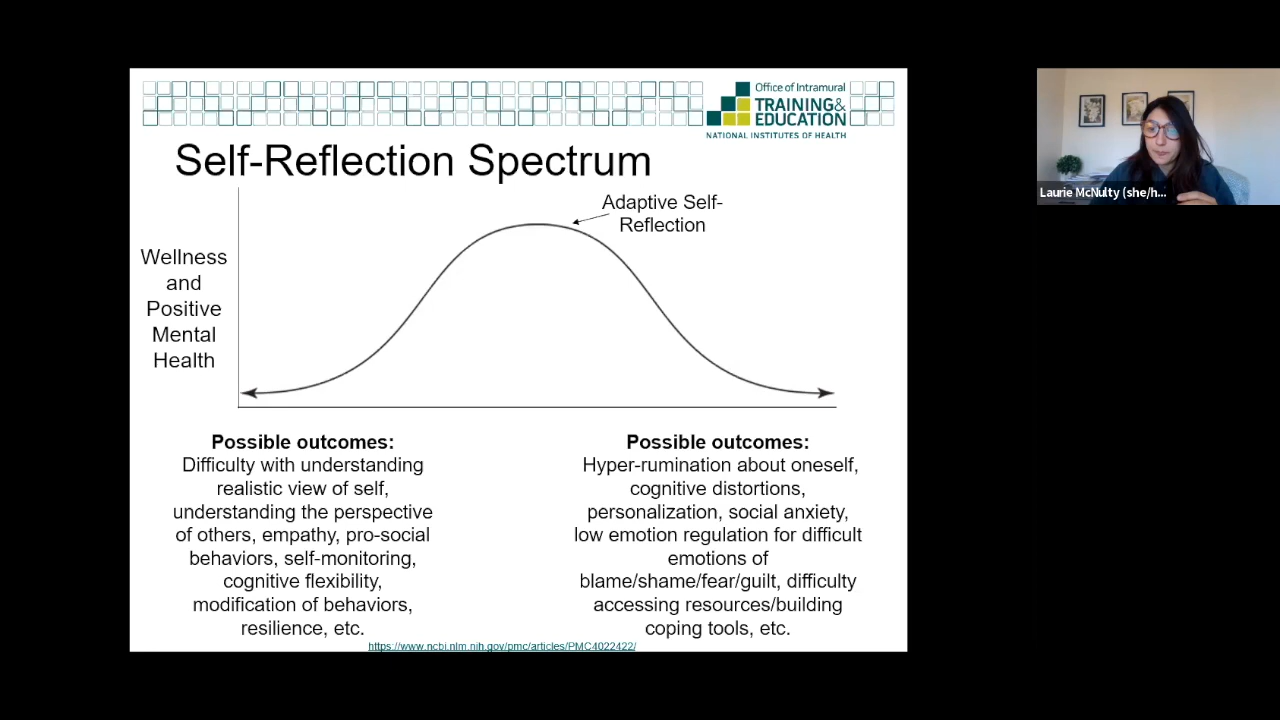 Office of Intramural
TRAINING&
EDUCATION
NATIONAL INSTITUTES OF HEALTH
Self-Reflection Spectrum
Adaptive Self-
Reflection
Wellness
and
Positive
Mental
Health
Possible outcomes:
Difficulty with understanding
realistic view of self,
understanding the perspective
of others, empathy, pro-social
behaviors, self-monitoring,
cognitive flexibility,
modification of behaviors,
resilience, etc.
Possible outcomes:
Hyper-rumination about oneself,
cognitive distortions,
personalization, social anxiety,
low emotion regulation for difficult
emotions of
blame/shame/fear/guilt, difficulty
accessing resources/building
coping tools, etc.
https://www.ncbi.nlm.nih.gov/pmc/articles/PMC4022422/
Laurie McNulty (she/h...